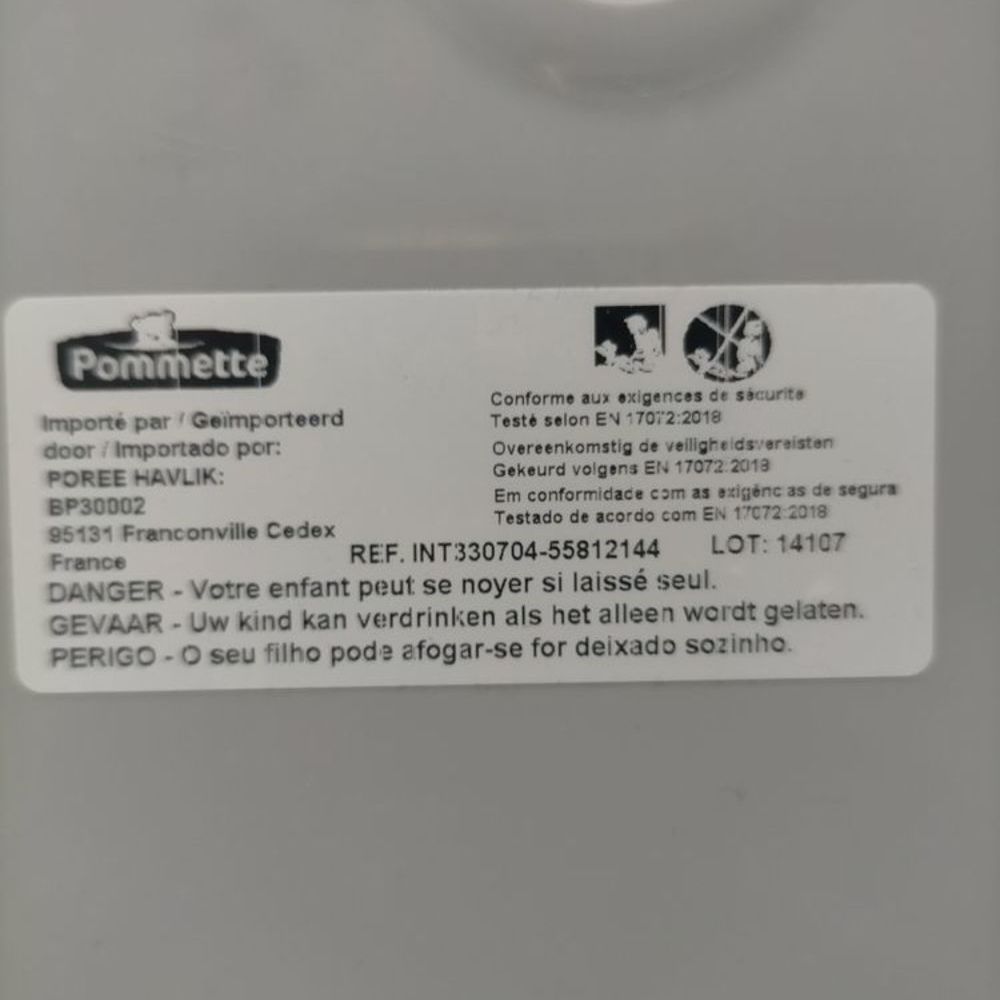 Pommette
Importé par / Geïmporteerd
door / Importado por:
POREE HAVLIK:
BP30002
95131 Franconville Cedex
France
Conforme aux exigences de sécurite
Testé selon EN 17072:2018
Overeenkomstig de veiligheidsvereisten
Gekeurd volgens EN 17072:2018
Em conformidade com as exigências de segura
Testado de acordo com EN 17072:2018
REF. INT330704-55812144
LOT: 14107
DANGER - Votre enfant peut se noyer si laissé seul.
GEVAAR - Uw kind kan verdrinken als het alleen wordt gelaten.
PERIGO - O seu filho pode afogar-se for deixado sozinho.